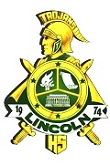 TROJANS
19 74
LINCOLN
HS